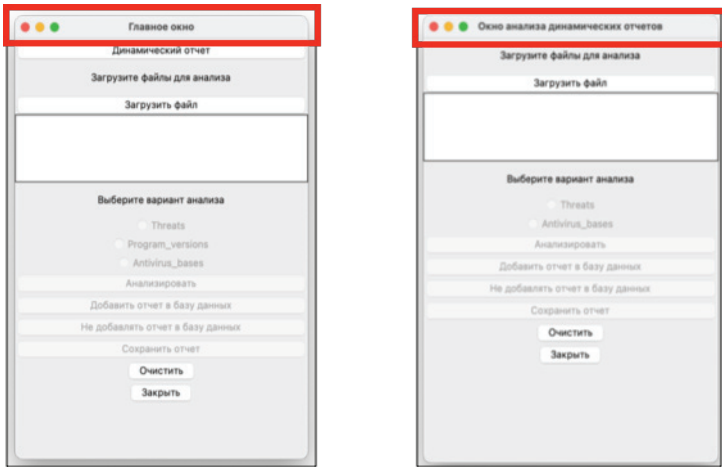 Главное окно
Динамический отчет
Загрузите файлы для анализа
Загрузить файл
Выберите вариант анализа
Threats
Program_versions
Antivirus_bases
Анализировать
Добавить отчет в базу данных
Не добавлять отчет в базу данных
Сохранить отчет
Очистить
Закрыть
Окно анализа динамических отчетов
Загрузите файлы для анализа
Загрузить файл
Выберите вариант анализа
Threats
Antivirus_bases
Анализировать
Добавить отчет в базу данных
Не добавлять отчет в базу данных
Сохранить отчет
Очистить
Закрыть